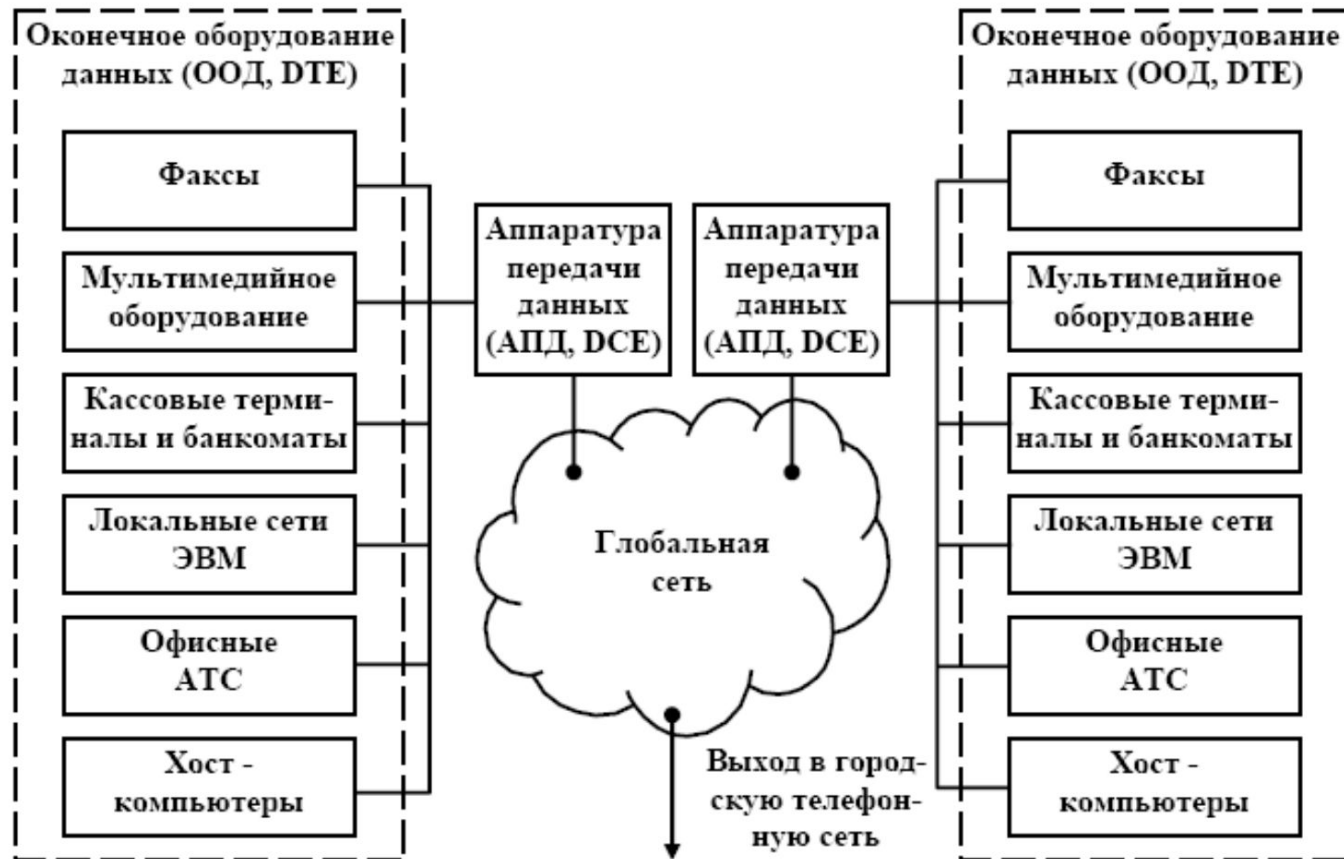 Оконечное оборудование
данных (ООД, DTE)
Факсы
Мультимедийное
оборудование
Кассовые терми-
налы и банкоматы
Локальные сети
ЭВМ
Офисные
АТС
Хост -
компьютеры
Аппаратура
передачи
данных
(АПД, DCE)
Аппаратура
передачи
данных
(АПД, DCE)
Глобальная
сеть
Выход в город-
скую телефон-
ную сеть
Оконечное оборудование
данных (ООД, DTE)
Факсы
Мультимедийное
оборудование
Кассовые терми-
налы и банкоматы
Локальные сети
ЭВМ
Офисные
АТС
Хост -
компьютеры